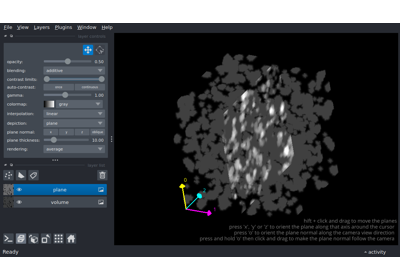 File View Layers Plugins Window Help
layer controls
opacity: 0.50
blending: additive
contrast limits:
auto-contrast: once continuous
gamma: 1.00
colormap: gray
interpolation: linear
depiction: plane
plane normal: x y z oblique
plane thickness: 10.00
rendering: average
layer list
plane
volume
0
hift + click and drag to move the planes
press 'x', 'y' or 'z' to orient the plane along that axis around the cursor
press 'o' to orient the plane normal along the camera view direction
press and hold 'o' then click and drag to make the plane normal follow the camera
Ready
activity